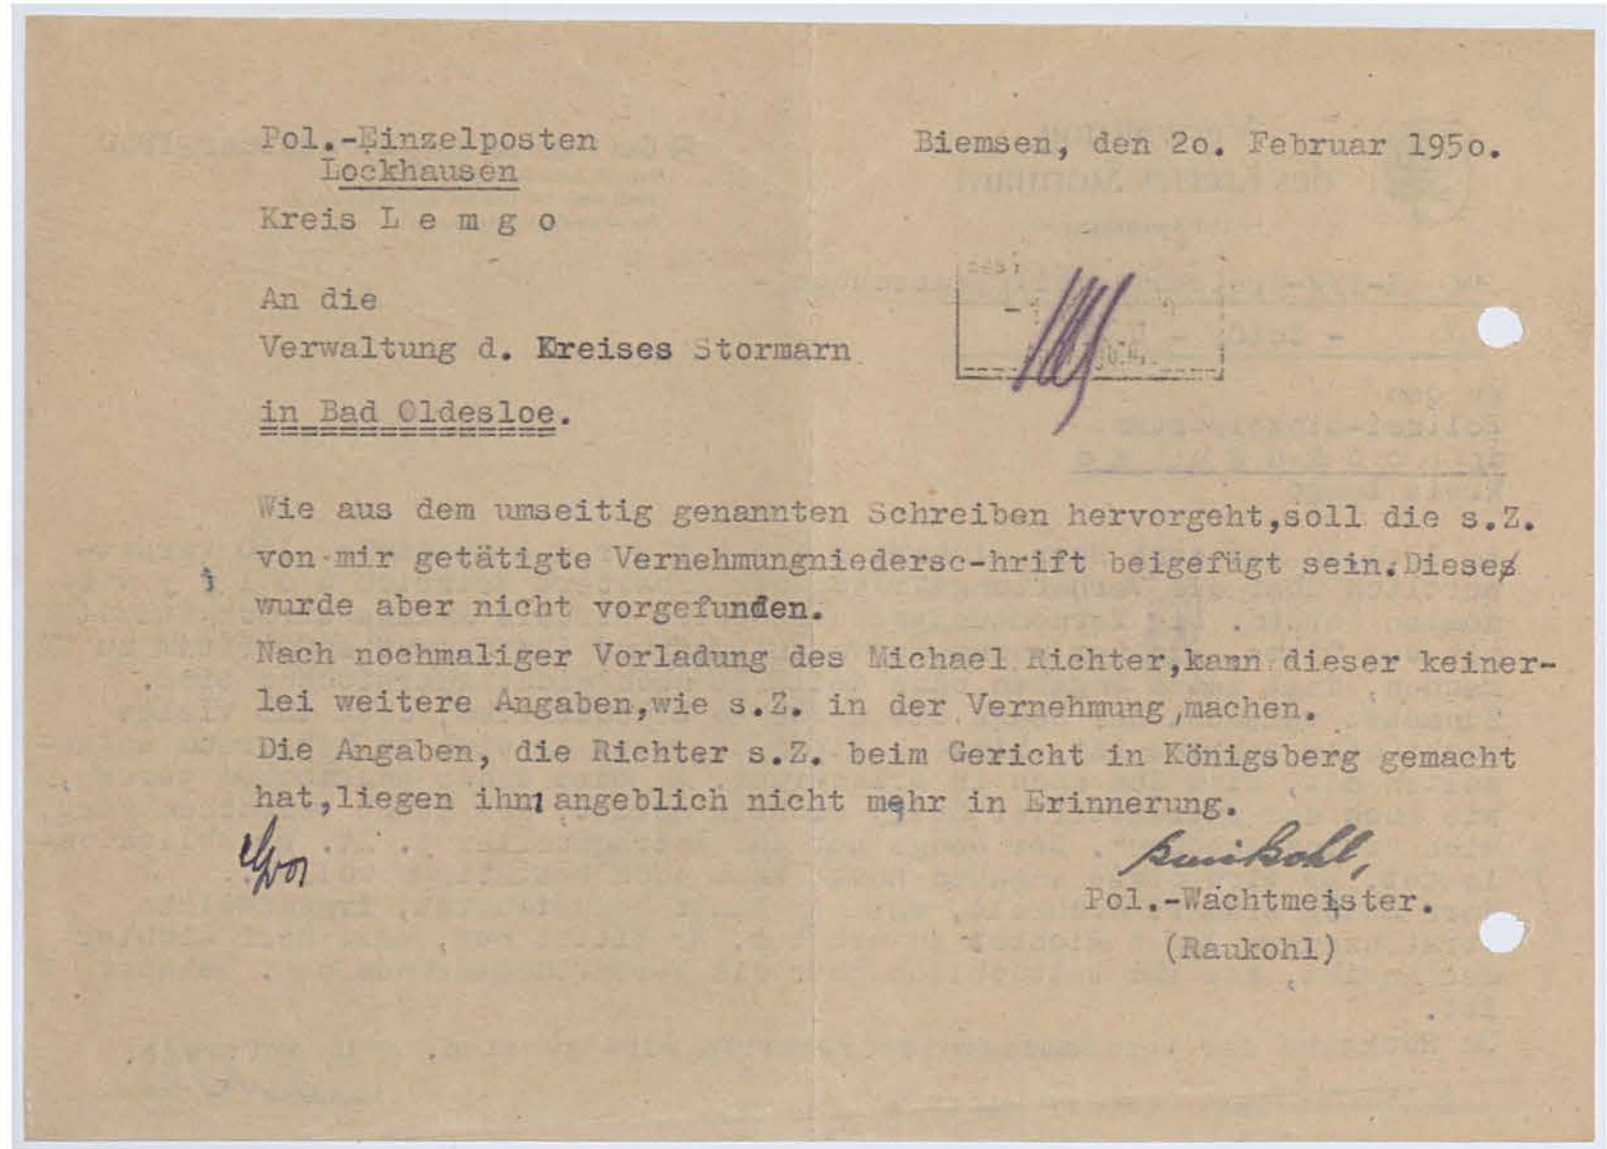 Pol.-Einzelposten
Lockhausen
Kreis L e m g o
Biemsen, den 2o. Februar 195o.
An die
Verwaltung d. Kreises Stormarn
in Bad Oldesloe.
Wie aus dem umseitig genannten Schreiben hervorgeht,soll die s.Z.
von mir getätigte Vernehmungniedersc-hrift beigefügt sein.Diese
wurde aber nicht vorgefunden.
Nach nochmaliger Vorladung des Michael Richter,kann dieser keiner-
lei weitere Angaben,wie s.Z. in der Vernehmung,machen.
Die Angaben, die Richter s.Z. beim Gericht in Königsberg gemacht
hat,liegen ihm angeblich nicht mehr in Erinnerung.
Raukohl,
Pol.-Wachtmeister.
(Raukohl)